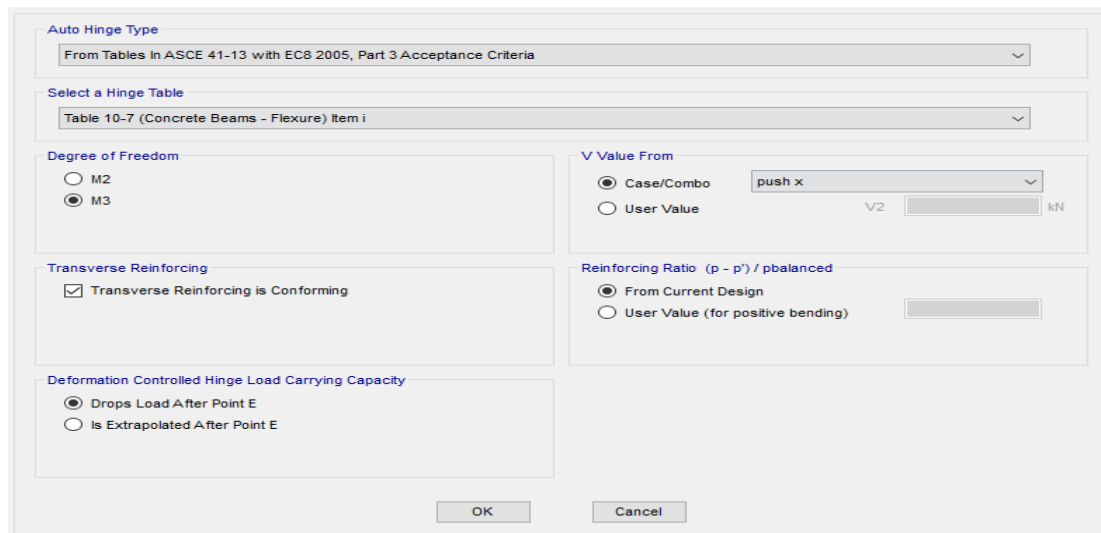 Auto Hinge Type
From Tables In ASCE 41-13 with EC8 2005, Part 3 Acceptance Criteria
Select a Hinge Table
Table 10-7 (Concrete Beams - Flexure) Item i
Degree of Freedom
M2
M3
V Value From
Case/Combo push x
User Value V2 kN
Transverse Reinforcing
Transverse Reinforcing is Conforming
Reinforcing Ratio (p - p') / pbalanced
From Current Design
User Value (for positive bending)
Deformation Controlled Hinge Load Carrying Capacity
Drops Load After Point E
Is Extrapolated After Point E
OK Cancel